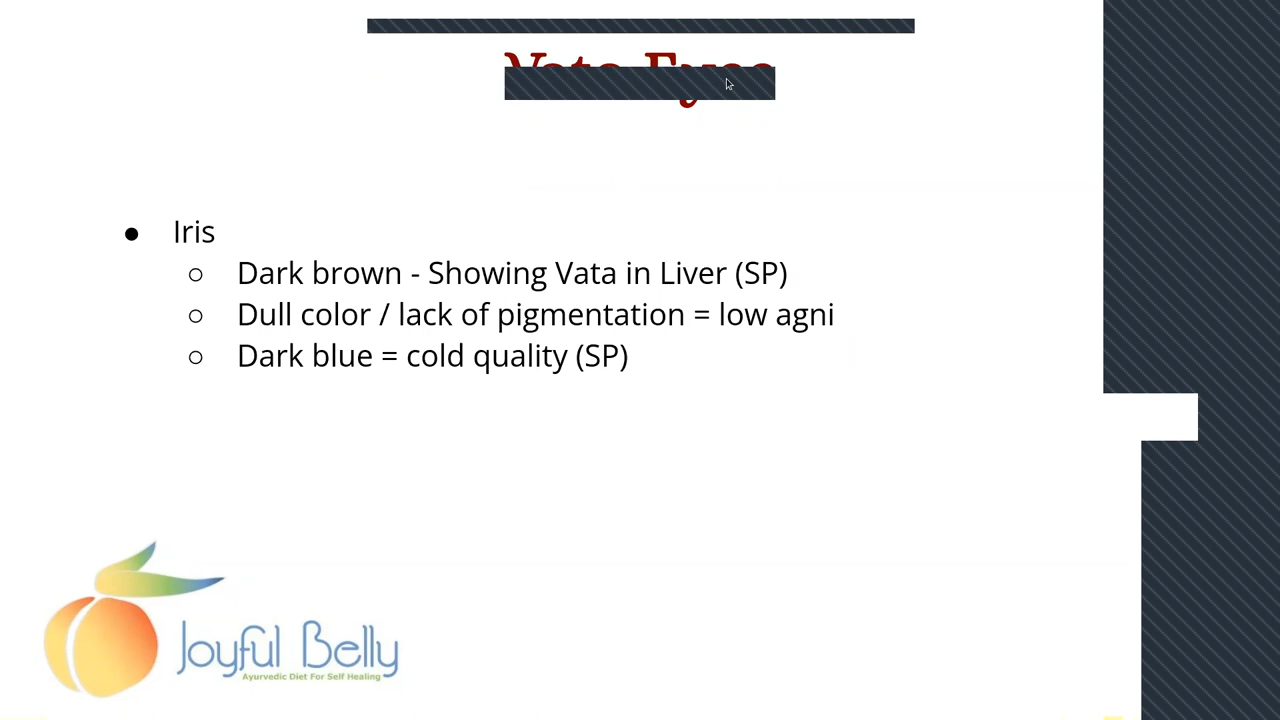 Vata Eyes
● Iris
○ Dark brown - Showing Vata in Liver (SP)
○ Dull color / lack of pigmentation = low agni
○ Dark blue = cold quality (SP)
Joyful Belly
Ayurvedic Diet For Self Healing